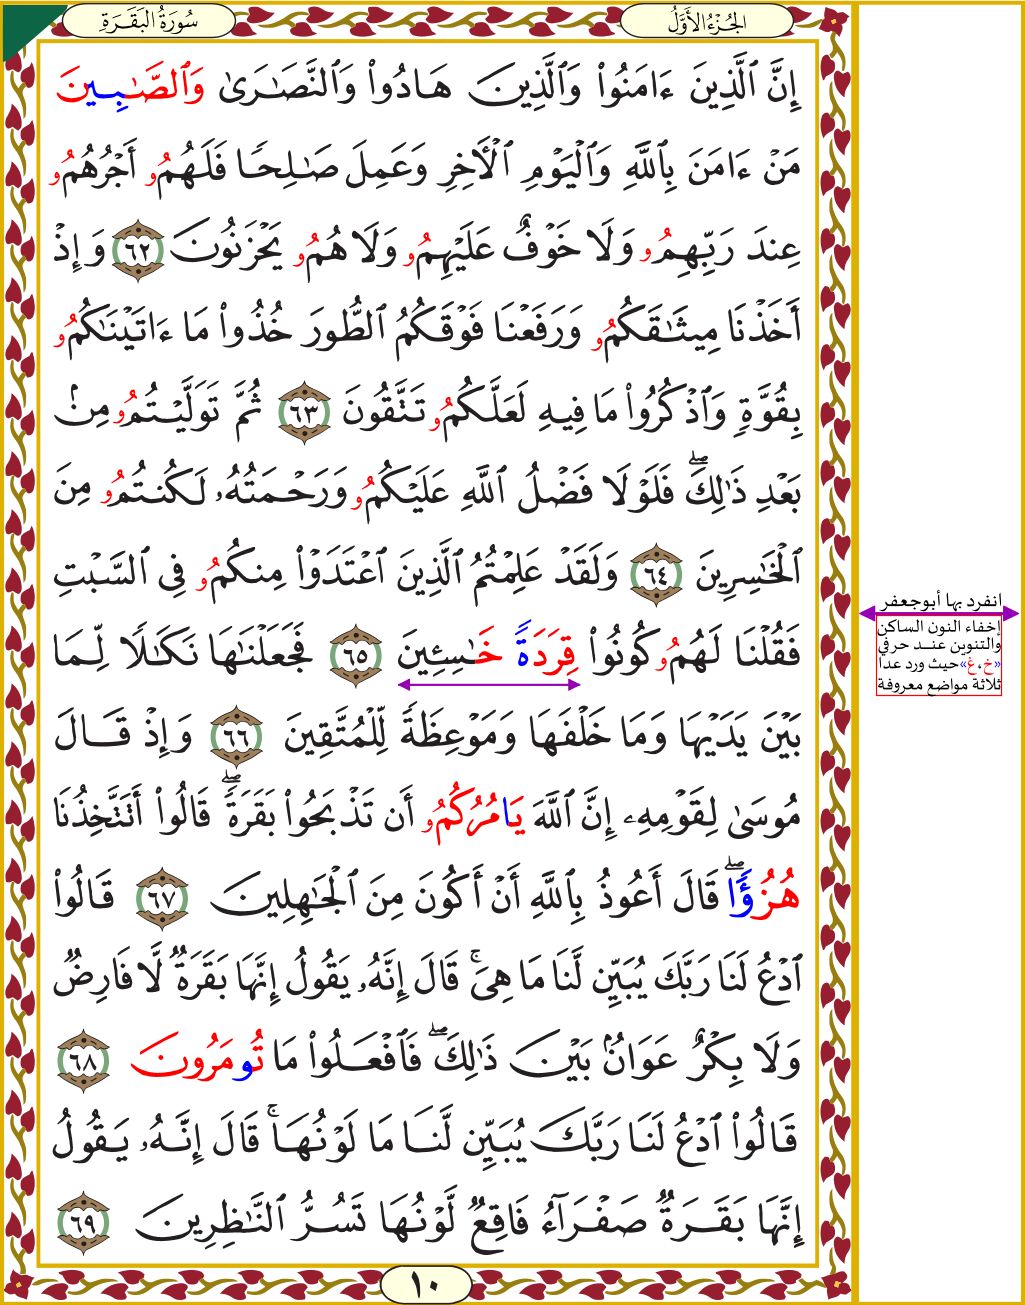 الجُزْءُ الأَوَّلُ
سُورَةُ البَقَرَةِ
إِنَّ ٱلَّذِينَ ءَامَنُوا۟ وَٱلَّذِينَ هَادُوا۟ وَٱلنَّصَٰرَىٰ وَٱلصَّٰبِينَ
مَنْ ءَامَنَ بِٱللَّهِ وَٱلْيَوْمِ ٱلْأَخِرِ وَعَمِلَ صَٰلِحًا فَلَهُمُۥ أَجْرُهُمُۥ
عِندَ رَبِّهِمُۥ وَلَا خَوْفٌ عَلَيْهِمُۥ وَلَا هُمُۥ يَحْزَنُونَ ٦٢ وَإِذْ
أَخَذْنَا مِيثَٰقَكُمُۥ وَرَفَعْنَا فَوْقَكُمُ ٱلطُّورَ خُذُوا۟ مَا ءَاتَيْنَٰكُمُۥ
بِقُوَّةٍ وَٱذْكُرُوا۟ مَا فِيهِ لَعَلَّكُمُۥ تَتَّقُونَ ٦٣ ثُمَّ تَوَلَّيْتُمُۥ مِنۢ
بَعْدِ ذَٰلِكَۖ فَلَوْلَا فَضْلُ ٱللَّهِ عَلَيْكُمُۥ وَرَحْمَتُهُۥ لَكُنتُمُۥ مِنَ
ٱلْخَٰسِرِينَ ٦٤ وَلَقَدْ عَلِمْتُمُ ٱلَّذِينَ ٱعْتَدَوْا۟ مِنكُمُۥ فِى ٱلسَّبْتِ
فَقُلْنَا لَهُمُۥ كُونُوا۟ قِرَدَةً خَٰسِئِينَ ٦٥ فَجَعَلْنَٰهَا نَكَٰلًا لِّمَا
بَيْنَ يَدَيْهَا وَمَا خَلْفَهَا وَمَوْعِظَةً لِّلْمُتَّقِينَ ٦٦ وَإِذْ قَالَ
مُوسَىٰ لِقَوْمِهِۦ إِنَّ ٱللَّهَ يَامُرُكُمُۥ أَن تَذْبَحُوا۟ بَقَرَةًۖ قَالُوا۟ أَتَتَّخِذُنَا
هُزُؤًاۖ قَالَ أَعُوذُ بِٱللَّهِ أَنْ أَكُونَ مِنَ ٱلْجَٰهِلِينَ ٦٧ قَالُوا۟
ٱدْعُ لَنَا رَبَّكَ يُبَيِّن لَّنَا مَا هِىَۚ قَالَ إِنَّهُۥ يَقُولُ إِنَّهَا بَقَرَةٌ لَّا فَارِضٌ
وَلَا بِكْرٌ عَوَانٌۢ بَيْنَ ذَٰلِكَۖ فَٱفْعَلُوا۟ مَا تُومَرُونَ ٦٨
قَالُوا۟ ٱدْعُ لَنَا رَبَّكَ يُبَيِّن لَّنَا مَا لَوْنُهَاۚ قَالَ إِنَّهُۥ يَقُولُ
إِنَّهَا بَقَرَةٌ صَفْرَآءُ فَاقِعٌ لَّوْنُهَا تَسُرُّ ٱلنَّٰظِرِينَ ٦٩
١٠
انفرد بها أبوجعفر
إخفاء النون الساكن
والتنوين عند حرفي
«خ،غ» حيث ورد عدا
ثلاثة مواضع معروفة